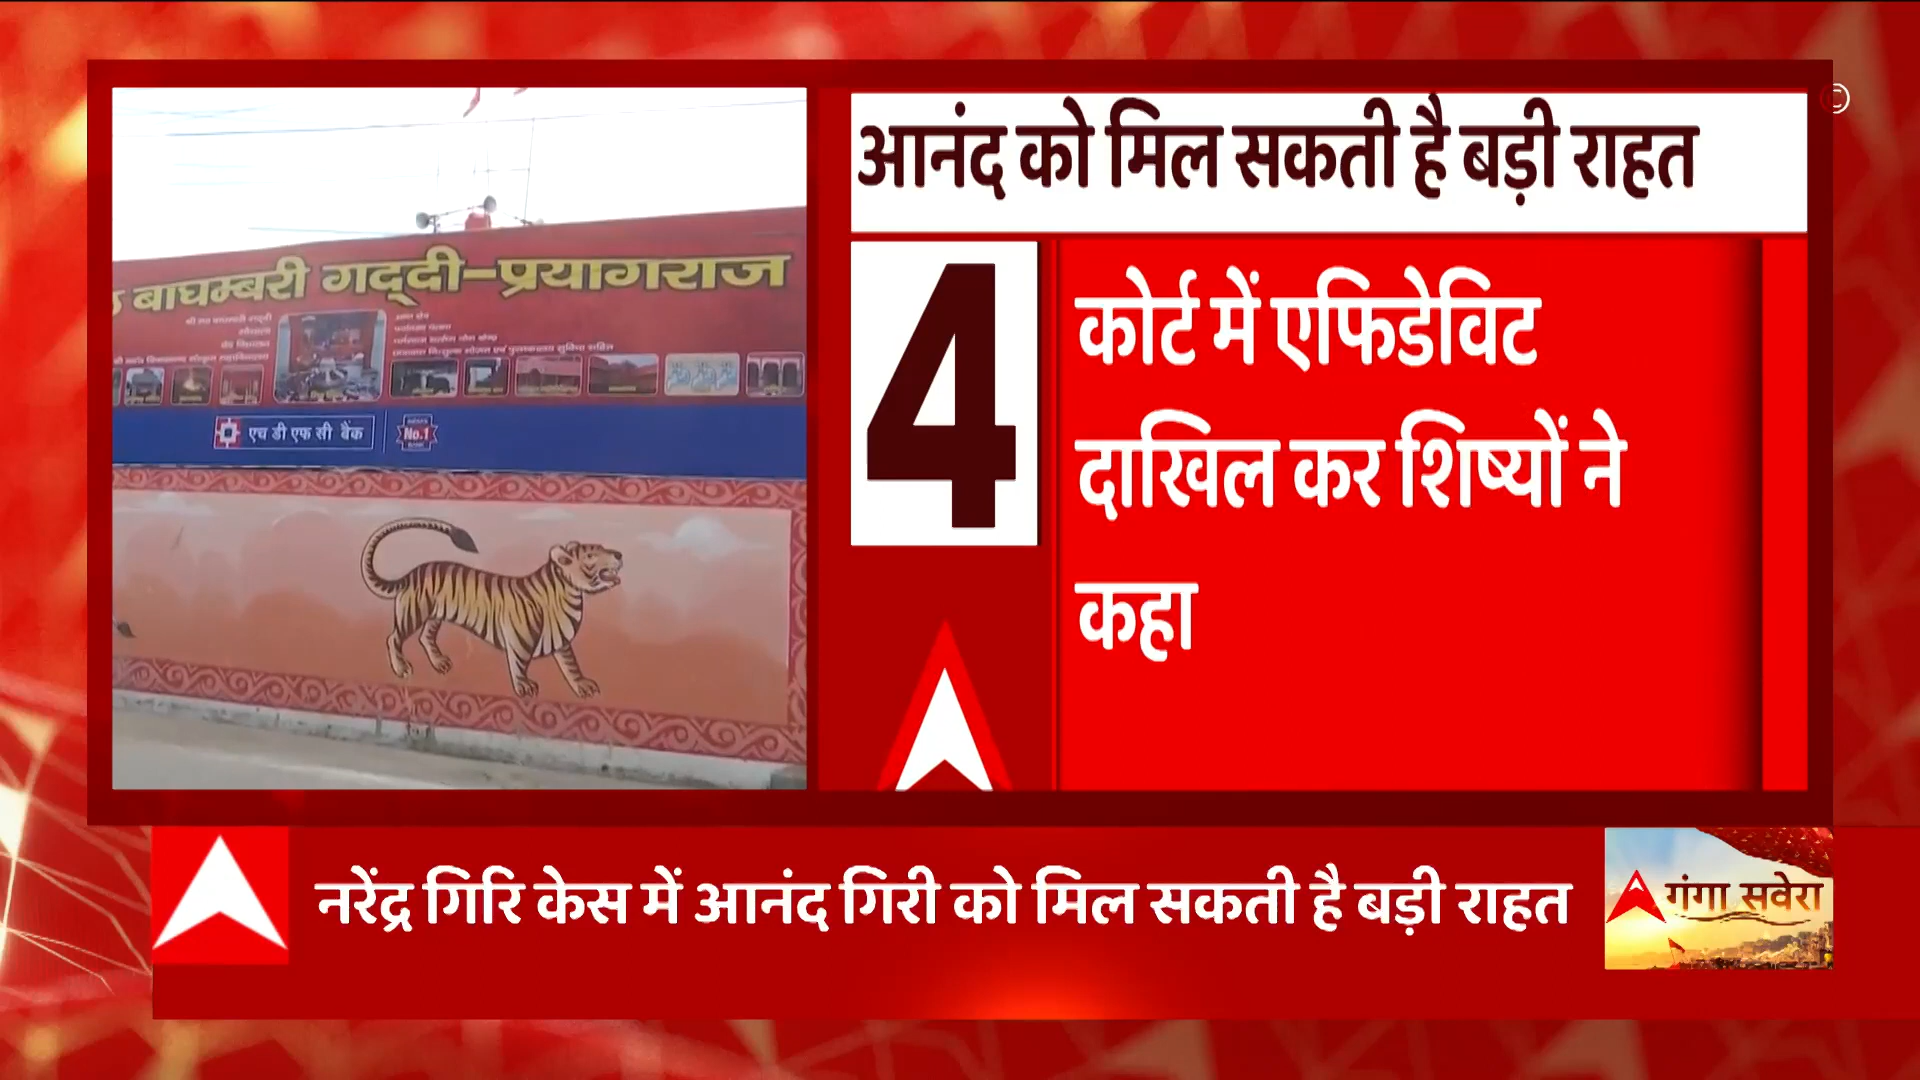 ©
आनंद को मिल सकती है बड़ी राहत
4
कोर्ट में एफिडेविट
दाखिल कर शिष्यों ने
कहा
बाघम्बरी गद्दी-प्रयागराज
एच डी एफ सी बैंक
No.1
नरेंद्र गिरि केस में आनंद गिरी को मिल सकती है बड़ी राहत
गंगा सवेरा